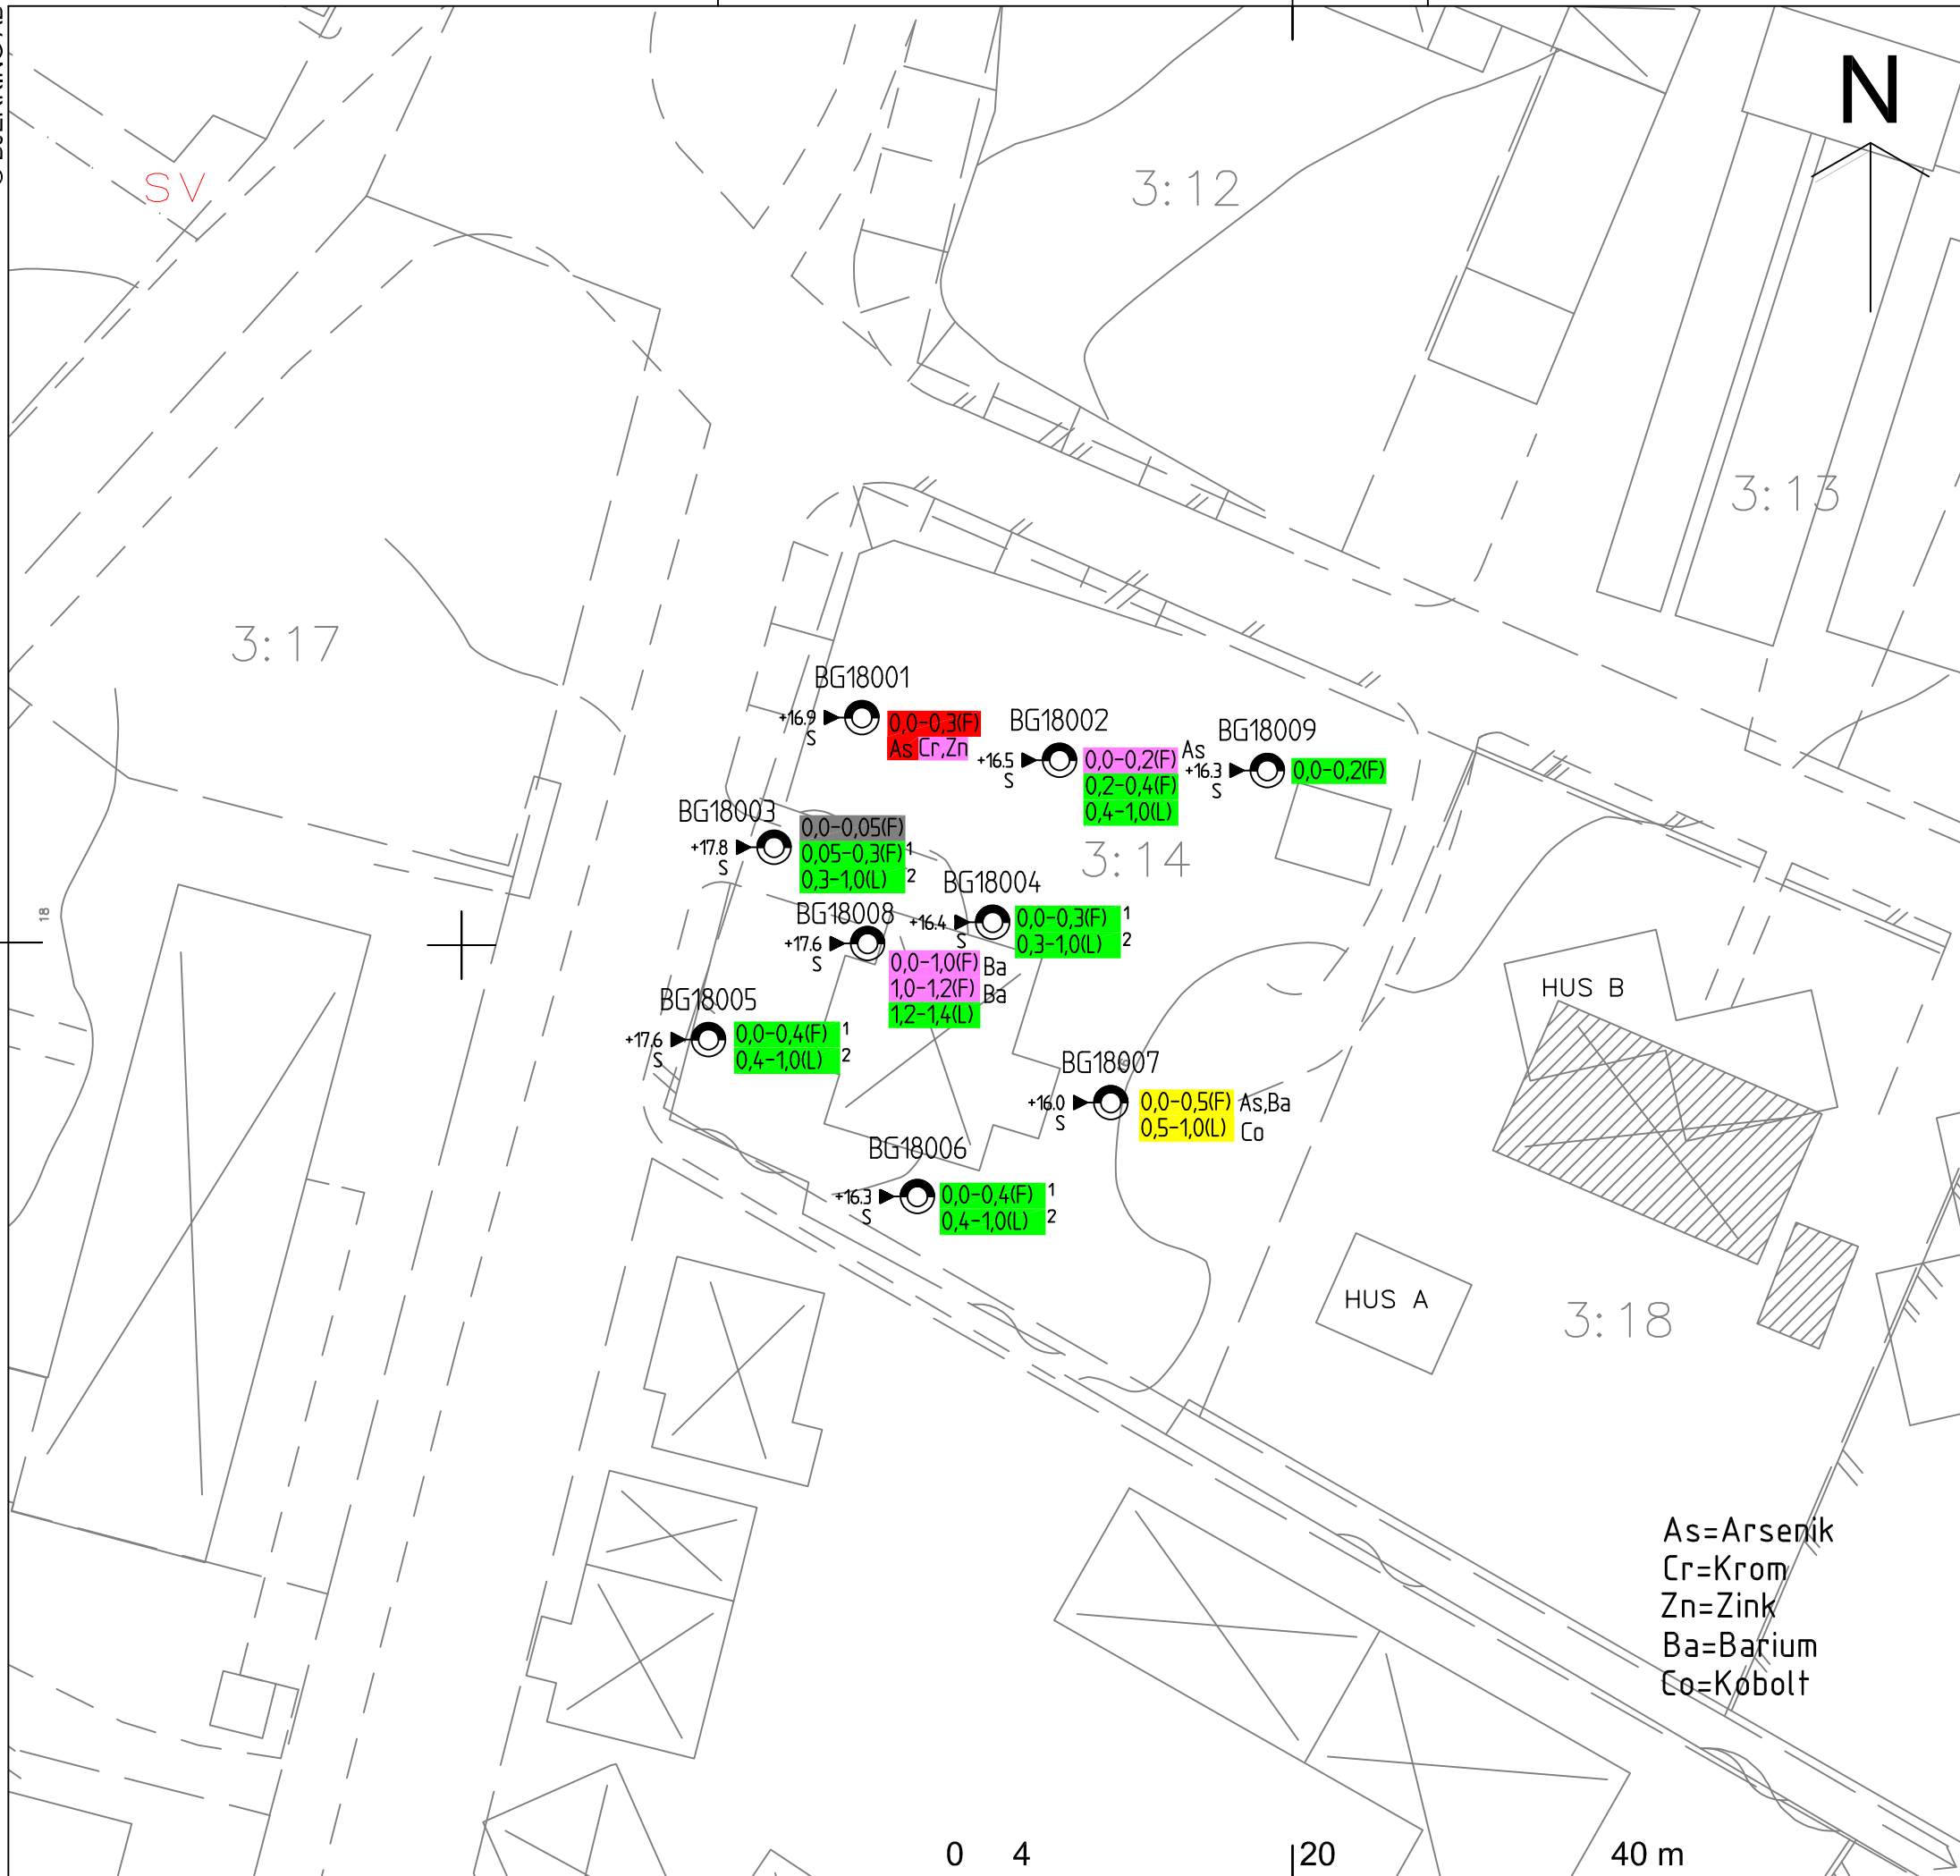 N
SV
3:12
3:13
3:17
BG18001
+16.9
S
0,0-0,3(F)
As Cr,Zn
BG18002
+16.5
S
0,0-0,2(F) As
0,2-0,4(F)
0,4-1,0(L)
BG18009
+16.3
S
0,0-0,2(F)
BG18003
+17.8
S
0,0-0,05(F)
0,05-0,3(F) 1
0,3-1,0(L) 2
3:14
BG18004
+16.4
S
0,0-0,3(F) 1
0,3-1,0(L) 2
BG18008
+17.6
S
0,0-1,0(F) Ba
1,0-1,2(F) Ba
1,2-1,4(L)
18
BG18005
+17.6
S
0,0-0,4(F) 1
0,4-1,0(L) 2
HUS B
BG18007
+16.0
S
0,0-0,5(F) As,Ba
0,5-1,0(L) Co
BG18006
+16.3
S
0,0-0,4(F) 1
0,4-1,0(L) 2
HUS A
3:18
As=Arsenik
Cr=Krom
Zn=Zink
Ba=Barium
Co=Kobolt
0 4 20 40 m